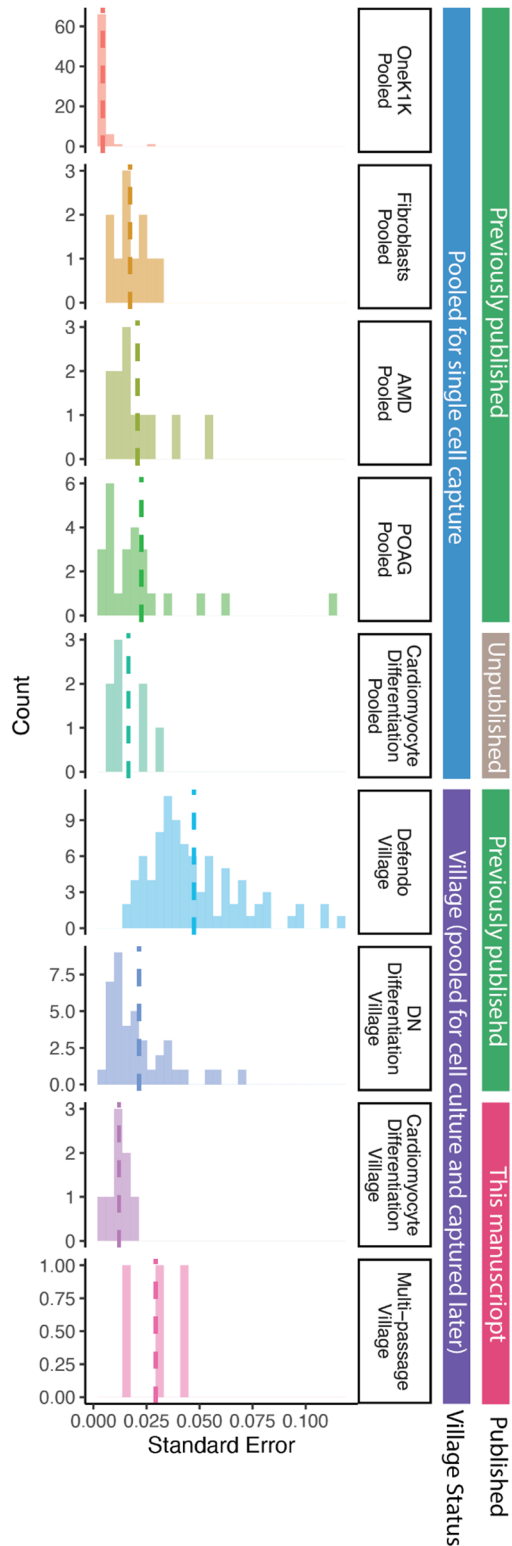 60
40
20
0
OneK1K
Pooled
3
2
1
0
Fibroblasts
Pooled
3
2
1
0
AMD
Pooled
6
4
2
0
POAG
Pooled
3
2
1
0
Cardiomyocyte
Differentiation
Pooled
9
6
3
0
Defendo
Village
7.5
5.0
2.5
0.0
DN
Differentiation
Village
3
2
1
0
Cardiomyocyte
Differentiation
Village
1.00
0.75
0.50
0.25
0.00
Multi-passage
Village
Count
0.000 0.025 0.050 0.075 0.100
Standard Error
Pooled for single cell capture
Village (pooled for cell culture and captured later)
Village Status
Previously published
Unpublished
Previously publisehd
This manuscriopt
Published